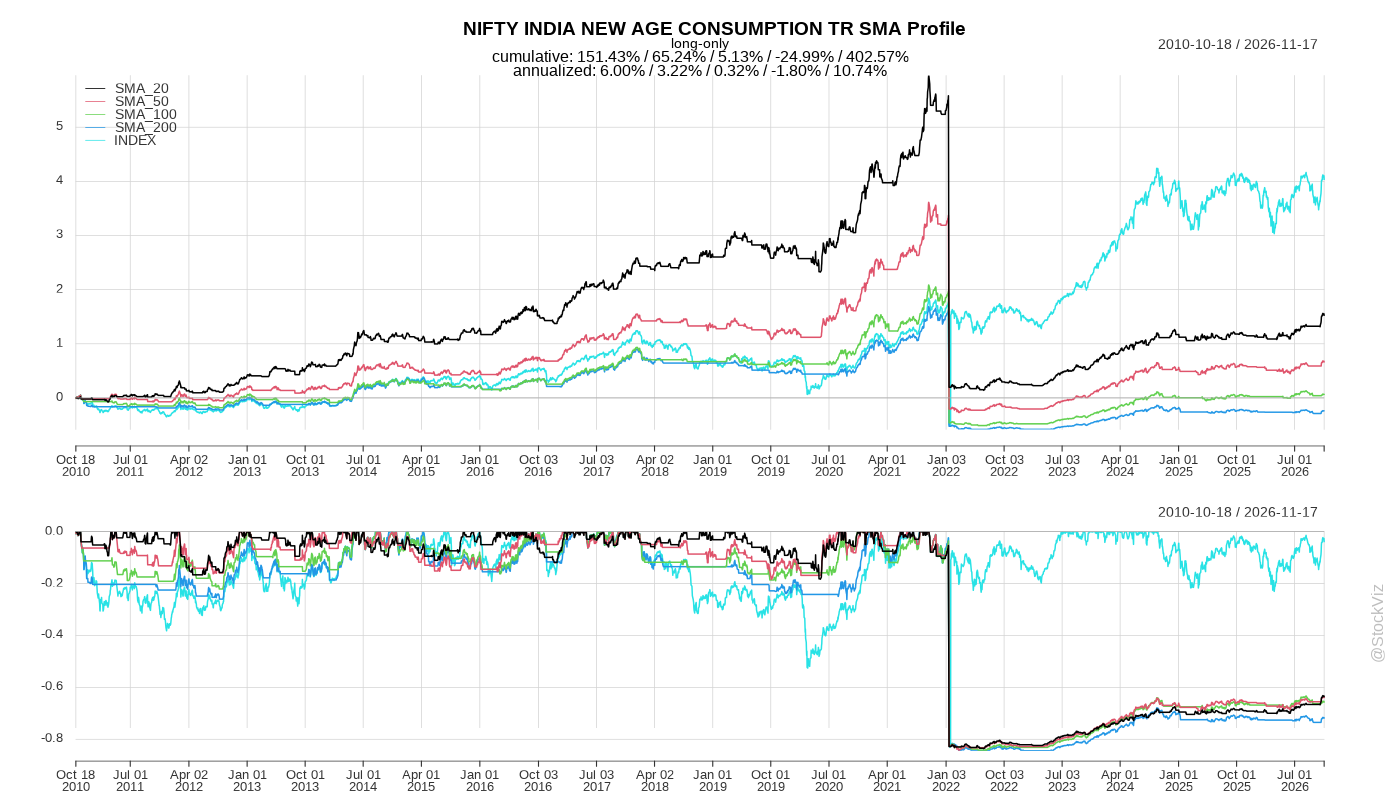 NIFTY INDIA NEW AGE CONSUMPTION TR SMA Profile
long-only
2010-10-18 / 2026-11-17
cumulative: 151.43% / 65.24% / 5.13% / -24.99% / 402.57%
annualized: 6.00% / 3.22% / 0.32% / -1.80% / 10.74%
SMA_20
SMA_50
SMA_100
SMA_200
INDEX
5
4
3
2
1
0
Oct 18 Jul 01 Apr 02 Jan 01 Oct 01 Jul 01 Apr 01 Jan 01 Oct 03 Jul 03 Apr 02 Jan 01 Oct 01 Jul 01 Apr 01 Jan 03 Oct 03 Jul 03 Apr 01 Jan 01 Oct 01 Jul 01
2010 2011 2012 2013 2013 2014 2015 2016 2016 2017 2018 2019 2019 2020 2021 2022 2022 2023 2024 2025 2025 2026
2010-10-18 / 2026-11-17
0.0
-0.2
-0.4
-0.6
-0.8
Oct 18 Jul 01 Apr 02 Jan 01 Oct 01 Jul 01 Apr 01 Jan 01 Oct 03 Jul 03 Apr 02 Jan 01 Oct 01 Jul 01 Apr 01 Jan 03 Oct 03 Jul 03 Apr 01 Jan 01 Oct 01 Jul 01
2010 2011 2012 2013 2013 2014 2015 2016 2016 2017 2018 2019 2019 2020 2021 2022 2022 2023 2024 2025 2025 2026
@StockViz